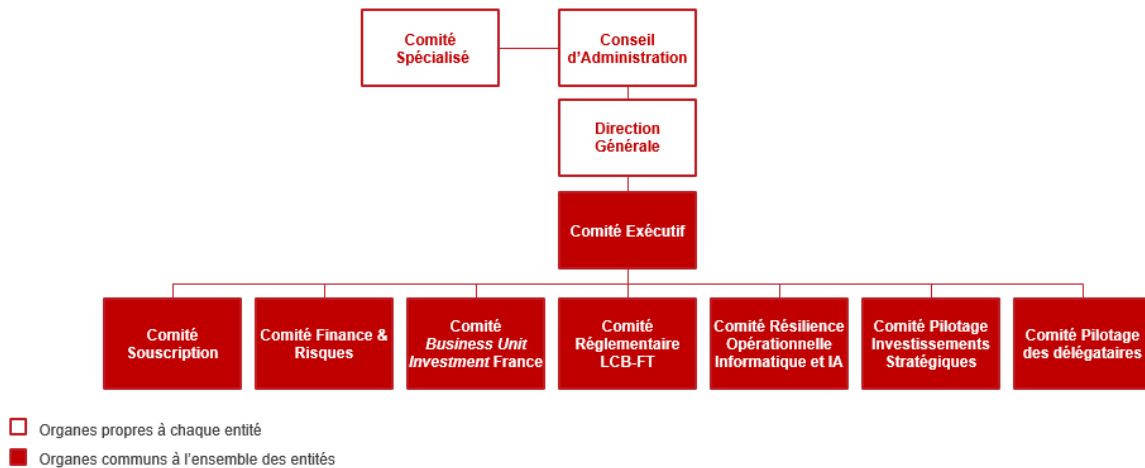 Comité
Spécialisé
Conseil
d’Administration
Direction
Générale
Comité Exécutif
Comité
Souscription
Comité Finance &
Risques
Comité
Business Unit
Investment France
Comité
Réglementaire
LCB-FT
Comité Résilience
Opérationnelle
Informatique et IA
Comité Pilotage
Investissements
Stratégiques
Comité Pilotage
des délégataires
Organes propres à chaque entité
Organes communs à l’ensemble des entités